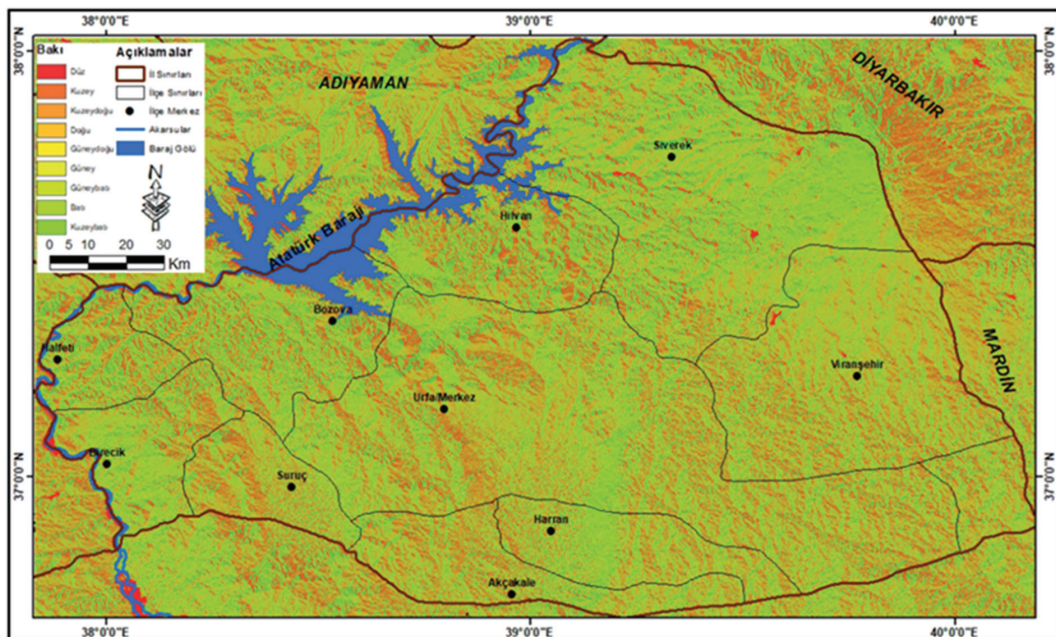 38°0'0"E
39°0'0"E
40°0'0"E
38°0'0"N
38°0'0"N
Bakı
Düz
Kuzey
Kuzeydoğu
Doğu
Güneydoğu
Güney
Güneybatı
Batı
Kuzeybatı
Açıklamalar
İl Sınırları
İlçe Sınırları
İlçe Merkez
Akarsular
Baraj Gölü
N
0 5 10 20 30
Km
ADIYAMAN
DİYARBAKIR
Siverek
Hilvan
Atatürk Barajı
Bozova
Halfeti
MARDİN
Viranşehir
Urfa/Merkez
Birecik
Suruç
37°0'0"N
37°0'0"N
Harran
Akçakale
38°0'0"E
39°0'0"E
40°0'0"E